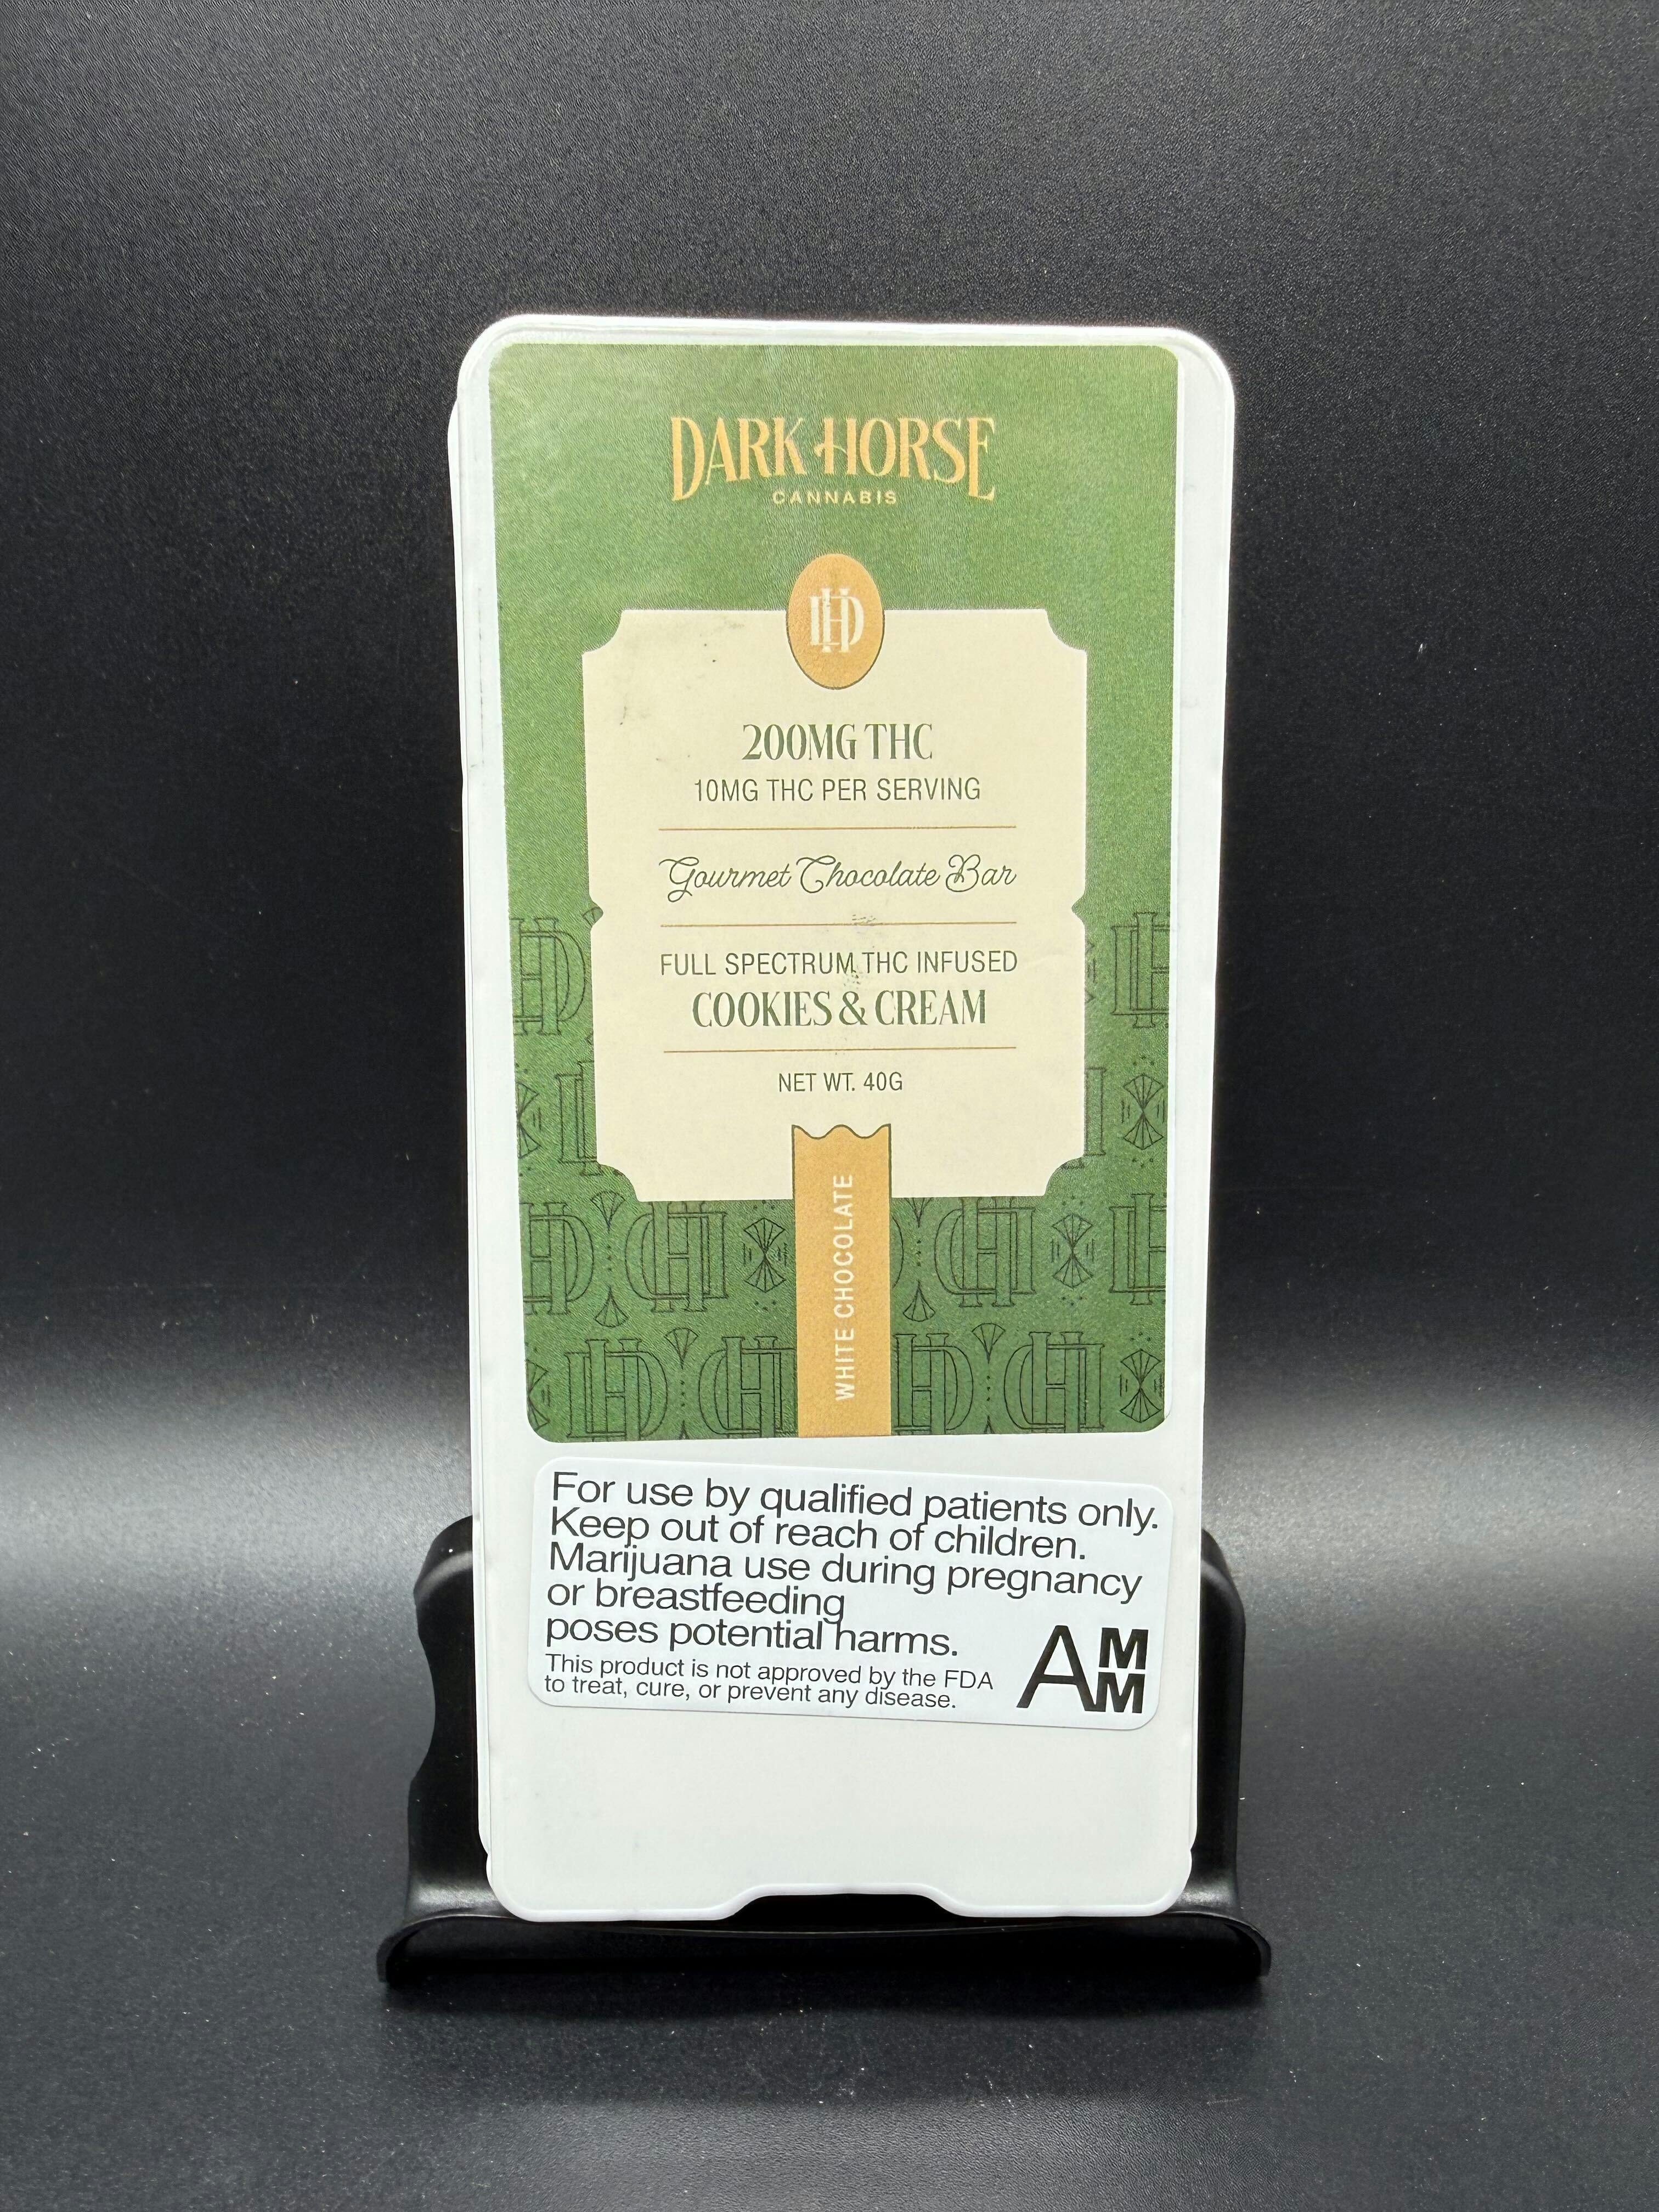 DARK HORSE
CANNABIS
DH
200MG THC
10MG THC PER SERVING
Gourmet Chocolate Bar
FULL SPECTRUM THC INFUSED
COOKIES & CREAM
NET WT. 40G
WHITE CHOCOLATE
For use by qualified patients only.
Keep out of reach of children.
Marijuana use during pregnancy
or breastfeeding
poses potential harms.
This product is not approved by the FDA
to treat, cure, or prevent any disease.
AMM